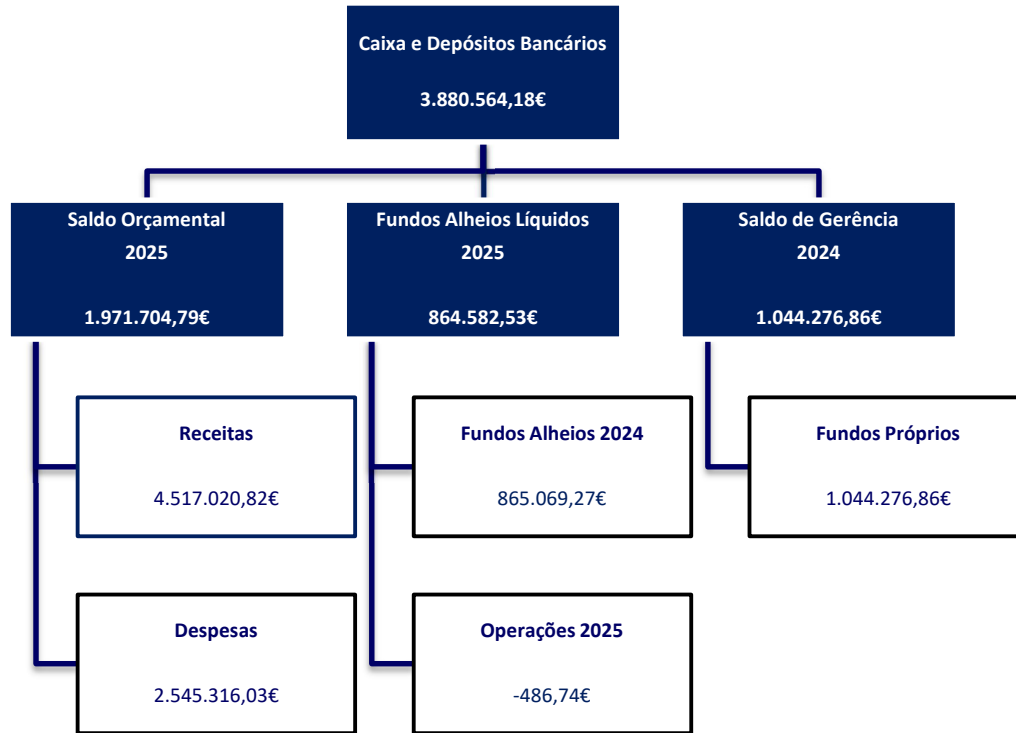 Caixa e Depósitos Bancários
3.880.564,18€
Saldo Orçamental
2025
1.971.704,79€
Fundos Alheios Líquidos
2025
864.582,53€
Saldo de Gerência
2024
1.044.276,86€
Receitas
4.517.020,82€
Fundos Alheios 2024
865.069,27€
Fundos Próprios
1.044.276,86€
Despesas
2.545.316,03€
Operações 2025
-486,74€